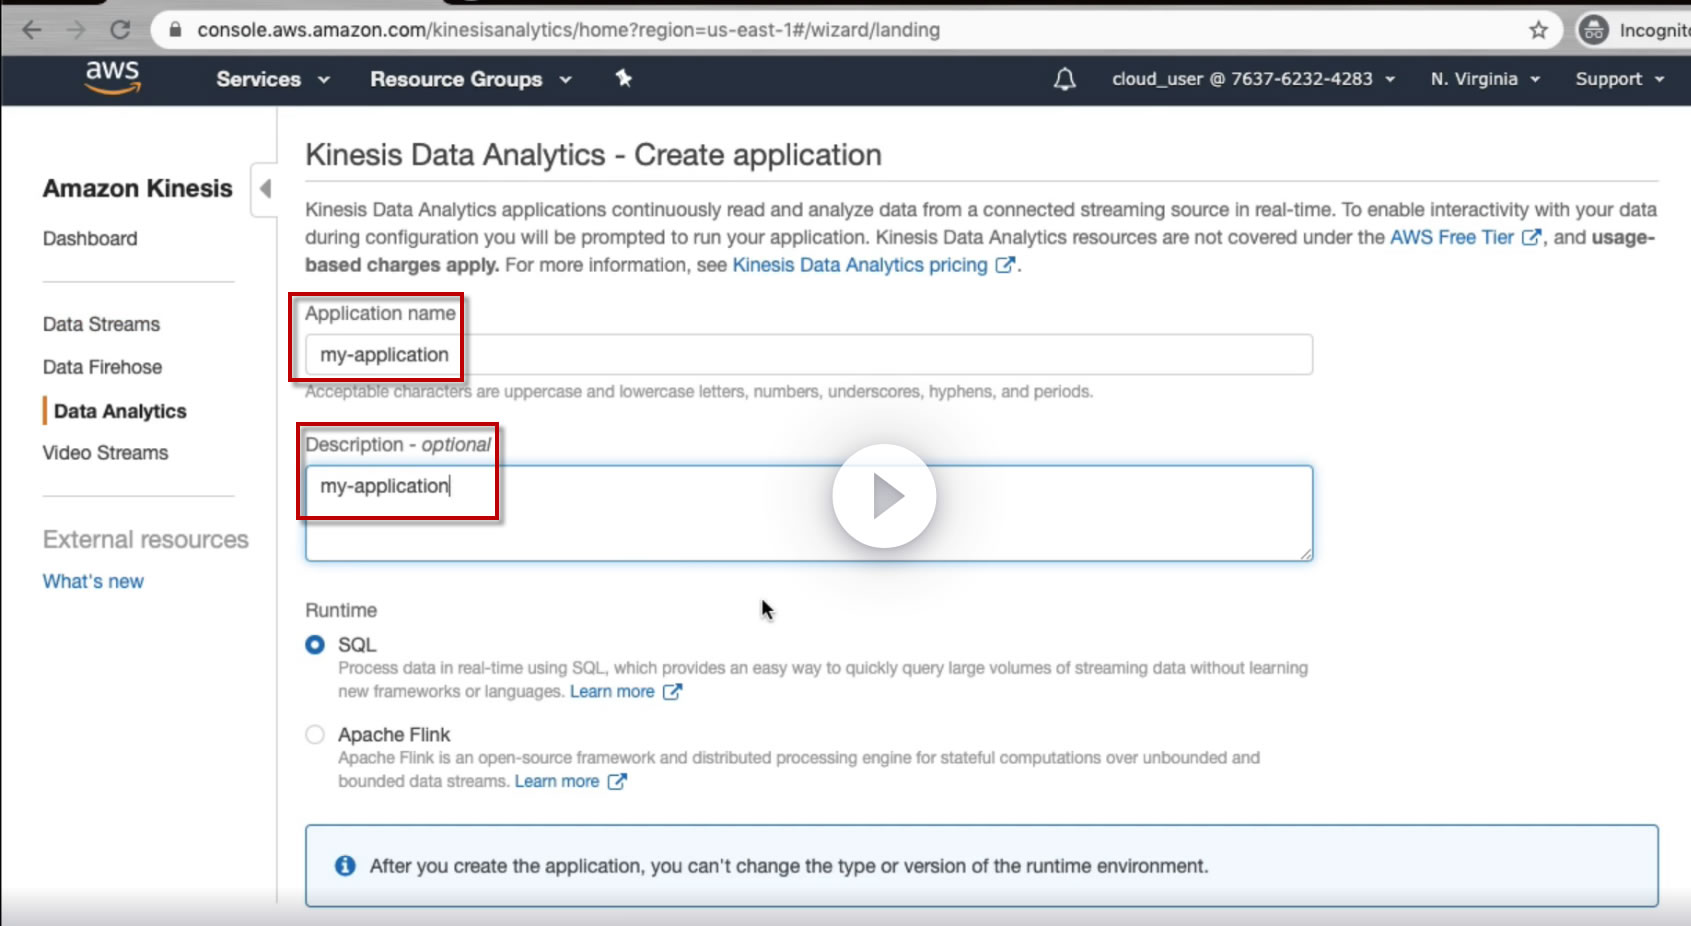 console.aws.amazon.com/kinesisanalytics/home?region=us-east-1#/wizard/landing
aws
Services
Resource Groups
cloud_user @ 7637-6232-4283
N. Virginia
Support
Amazon Kinesis
Dashboard
Data Streams
Data Firehose
Data Analytics
Video Streams
External resources
What's new
Kinesis Data Analytics - Create application
Kinesis Data Analytics applications continuously read and analyze data from a connected streaming source in real-time. To enable interactivity with your data
during configuration you will be prompted to run your application. Kinesis Data Analytics resources are not covered under the AWS Free Tier, and usage-
based charges apply. For more information, see Kinesis Data Analytics pricing.
Application name
my-application
Acceptable characters are uppercase and lowercase letters, numbers, underscores, hyphens, and periods.
Description - optional
my-application
Runtime
SQL
Process data in real-time using SQL, which provides an easy way to quickly query large volumes of streaming data without learning
new frameworks or languages. Learn more
Apache Flink
Apache Flink is an open-source framework and distributed processing engine for stateful computations over unbounded and
bounded data streams. Learn more
After you create the application, you can't change the type or version of the runtime environment.